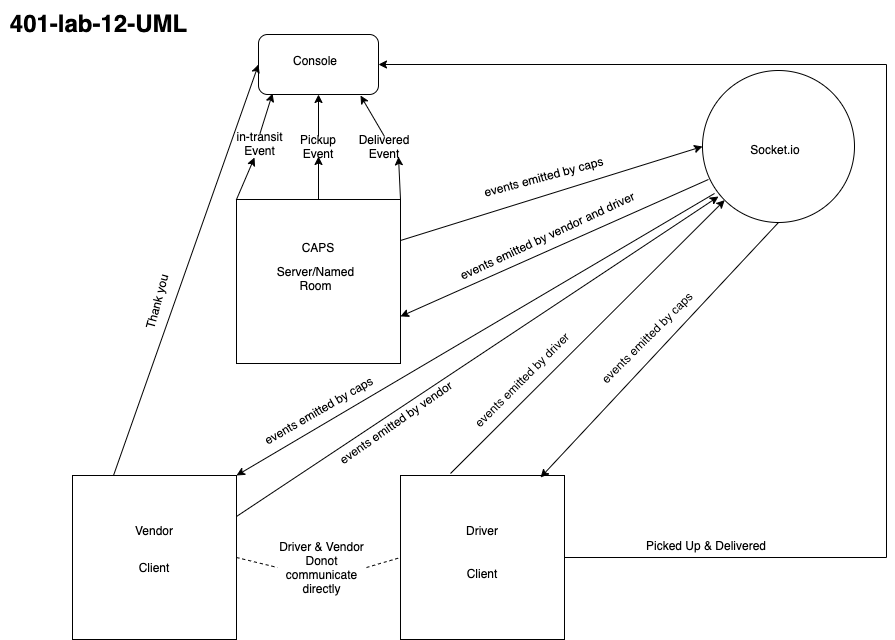 401-lab-12-UML
Console
in-transit
Event
Pickup
Event
Delivered
Event
Socket.io
events emitted by caps
events emitted by vendor and driver
CAPS
Server/Named
Room
Thank you
events emitted by caps
events emitted by vendor
events emitted by driver
events emitted by caps
Vendor
Client
Driver & Vendor
Donot
communicate
directly
Driver
Client
Picked Up & Delivered